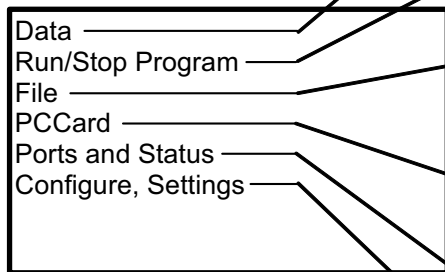 Data
Run/Stop Program
File
PCCard
Ports and Status
Configure, Settings